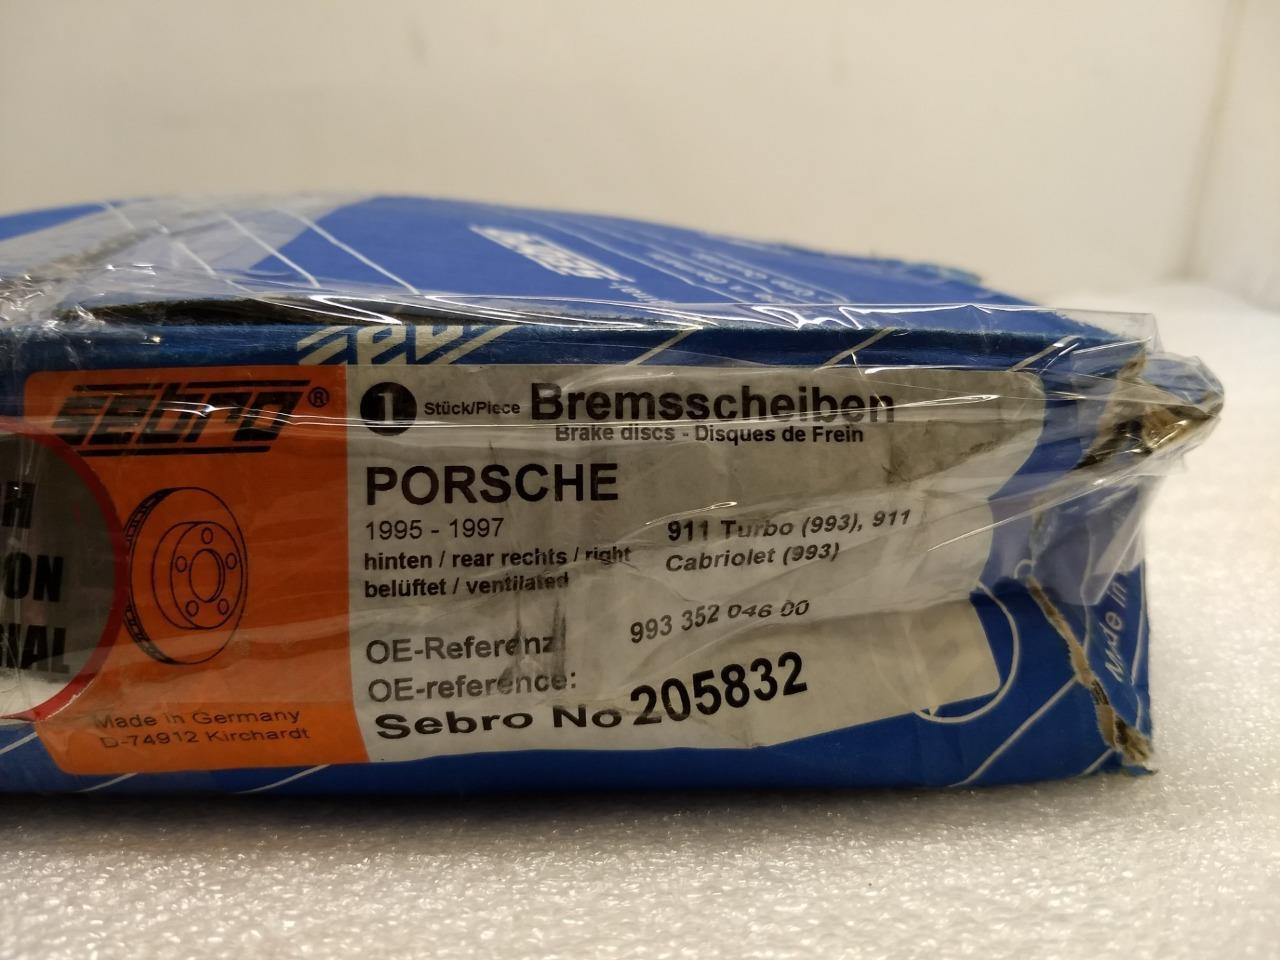 sebro®
1 Stück/Piece Bremsscheiben
Brake discs - Disques de Frein
PORSCHE
1995 - 1997
911 Turbo (993), 911
hinten / rear rechts / right
Cabriolet (993)
belüftet / ventilated
OE-Referenz
993 352 046 00
OE-reference:
Sebro No 205832
Made in Germany
D-74912 Kirchardt
Made in